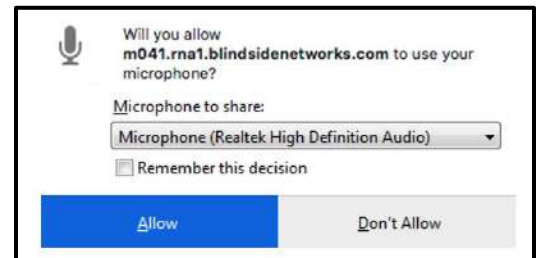 Will you allow
m041.rna1.blindsidenetworks.com to use your
microphone?
Microphone to share:
Microphone (Realtek High Definition Audio)
Remember this decision
Allow
Don't Allow